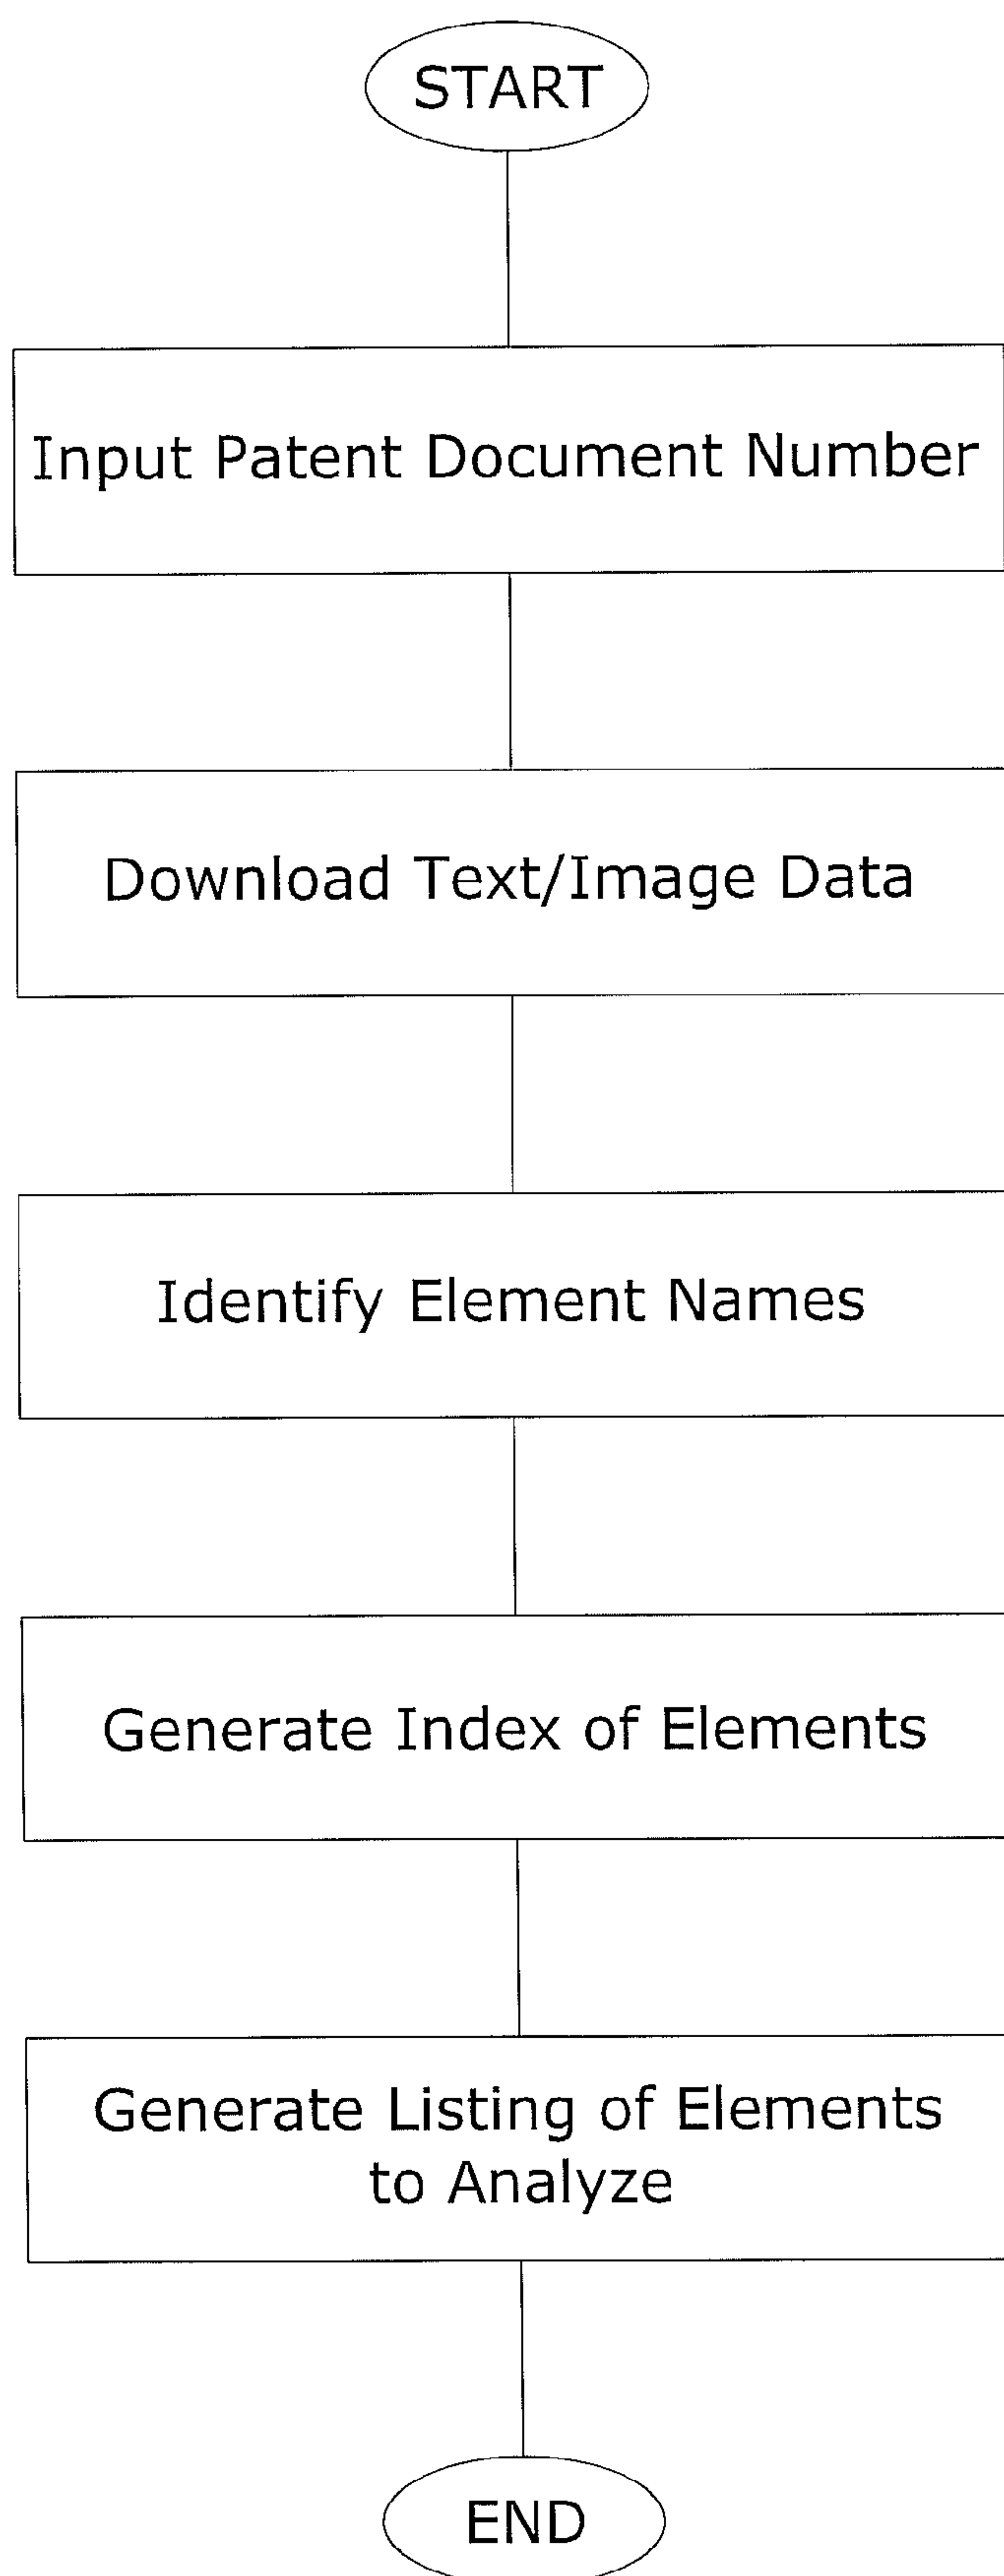 START
Input Patent Document Number
Download Text/Image Data
Identify Element Names
Generate Index of Elements
Generate Listing of Elements
to Analyze
END